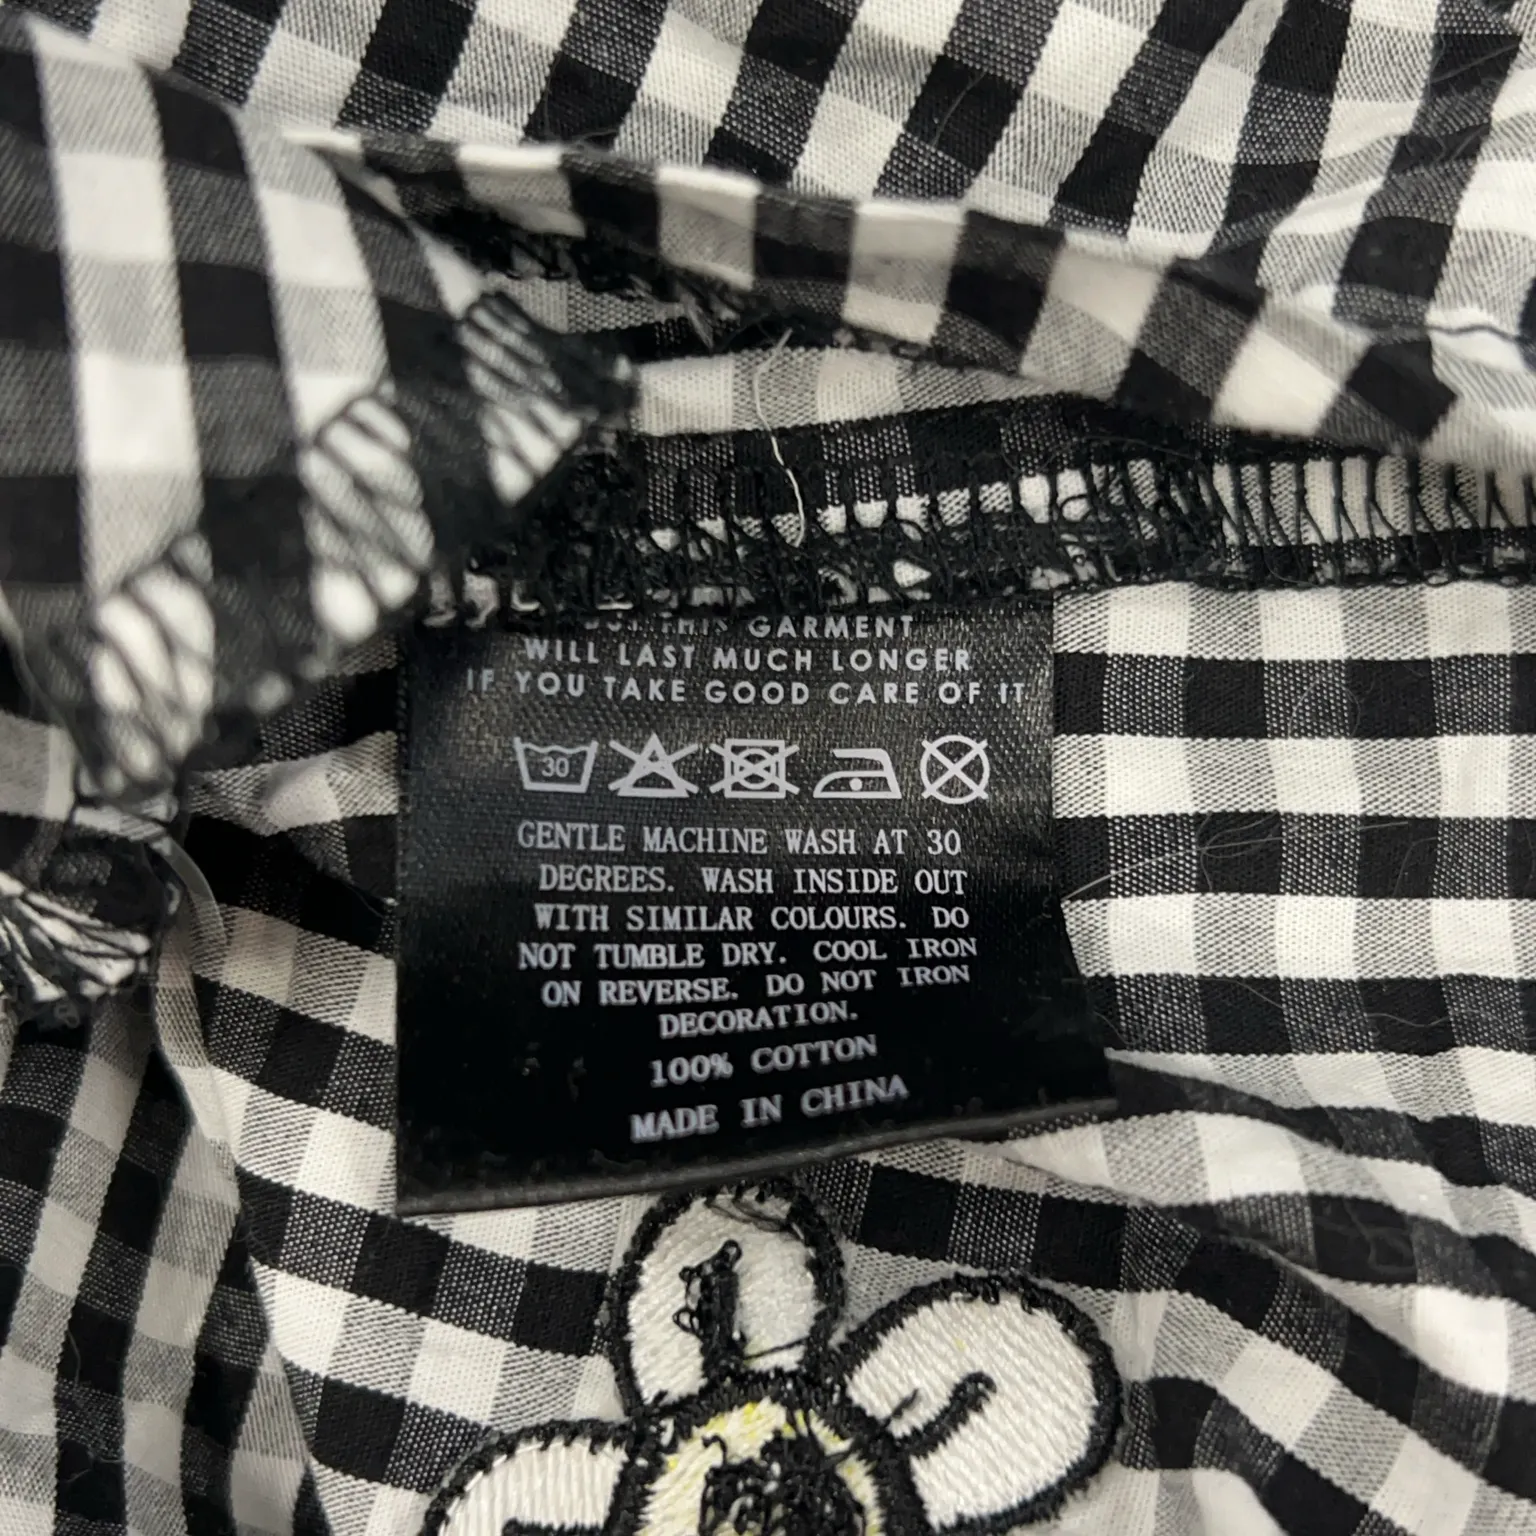 THIS GARMENT
WILL LAST MUCH LONGER
IF YOU TAKE GOOD CARE OF IT
30
GENTLE MACHINE WASH AT 30
DEGREES. WASH INSIDE OUT
WITH SIMILAR COLOURS. DO
NOT TUMBLE DRY. COOL IRON
ON REVERSE. DO NOT IRON
DECORATION.
100% COTTON
MADE IN CHINA